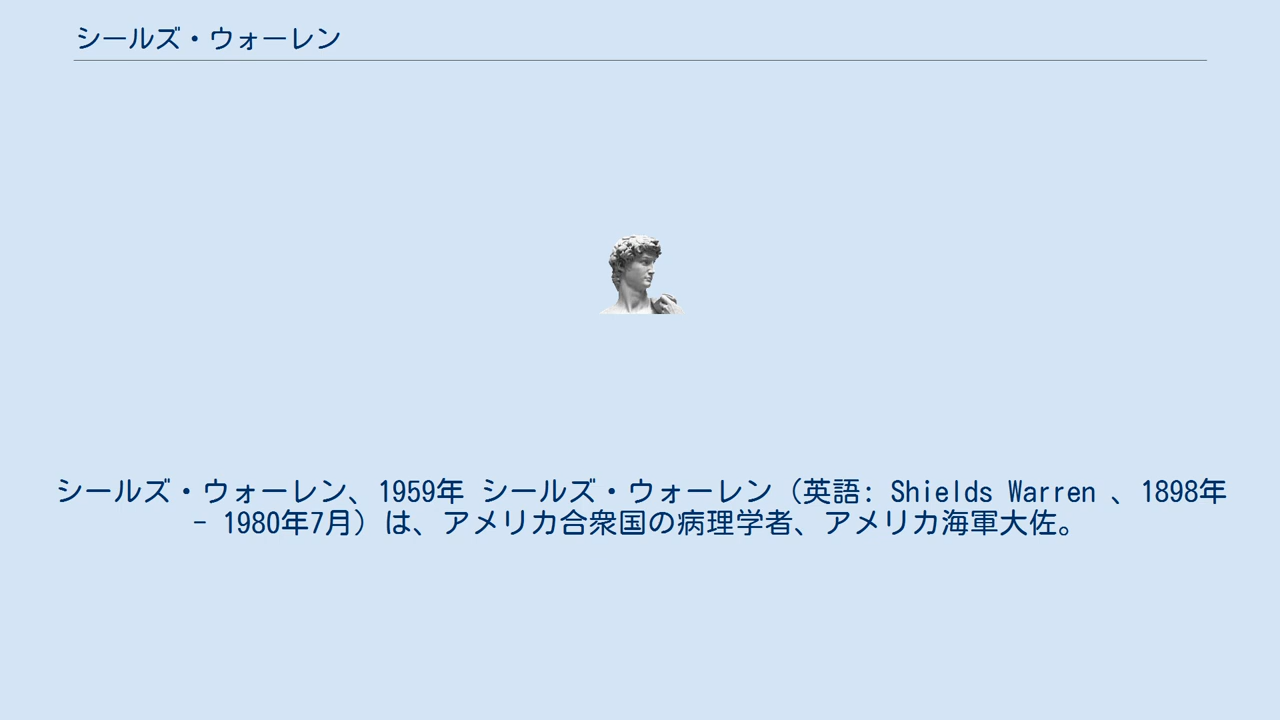 シールズ・ウォーレン
シールズ・ウォーレン、1959年 シールズ・ウォーレン（英語: Shields Warren 、1898年
- 1980年7月）は、アメリカ合衆国の病理学者、アメリカ海軍大佐。